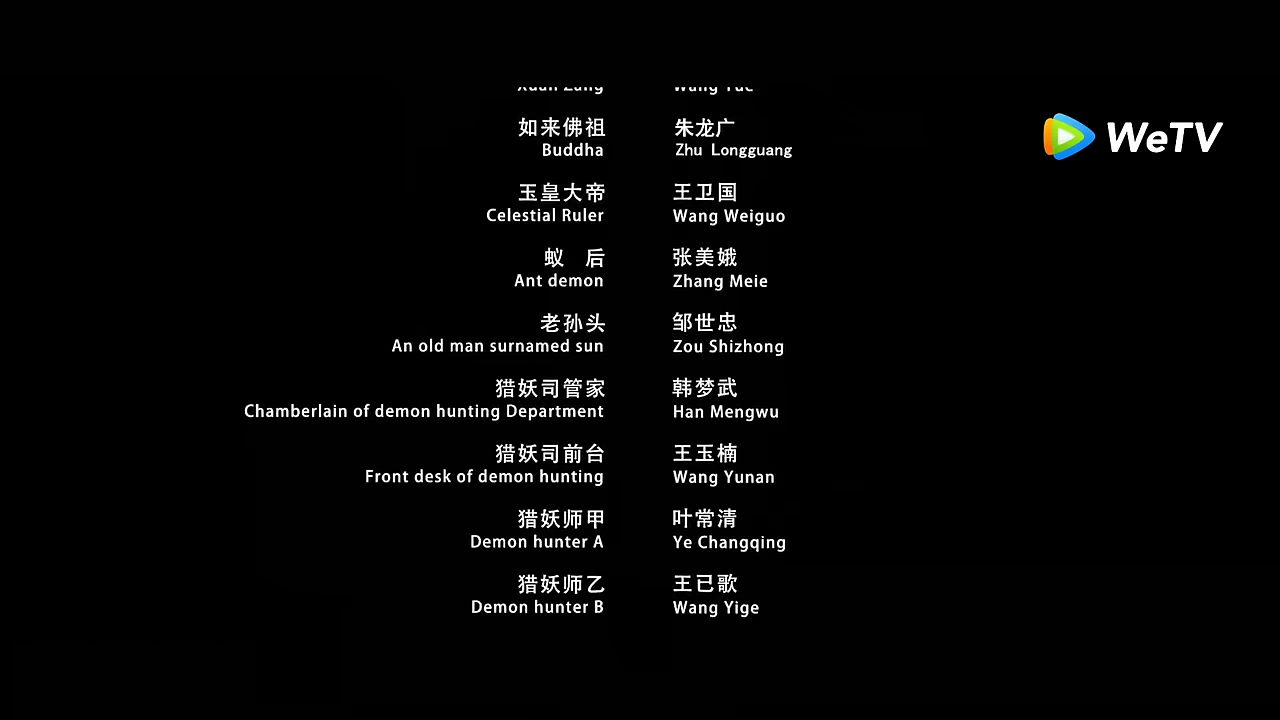 Xuan Zang Wang Yue
如来佛祖 朱龙广
Buddha Zhu Longguang
WeTV
玉皇大帝 王卫国
Celestial Ruler Wang Weiguo
蚁 后 张美娥
Ant demon Zhang Meie
老孙头 邹世忠
An old man surnamed sun Zou Shizhong
猎妖司管家 韩梦武
Chamberlain of demon hunting Department Han Mengwu
猎妖司前台 王玉楠
Front desk of demon hunting Wang Yunan
猎妖师甲 叶常清
Demon hunter A Ye Changqing
猎妖师乙 王已歌
Demon hunter B Wang Yige